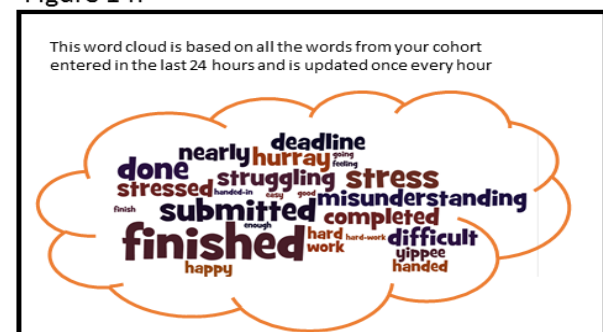 This word cloud is based on all the words from your cohort
entered in the last 24 hours and is updated once every hour
deadline
nearly hurray going
feeling
done struggling stress
stressed handed-in easy good misunderstanding
finish submitted completed
enough
finished hard hard-work difficult
work yippee
happy handed